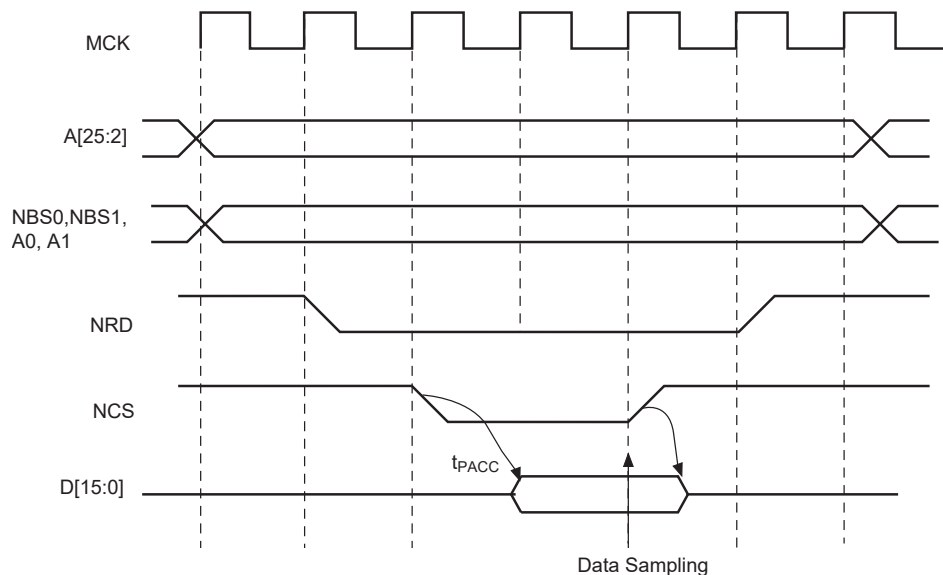 MCK
A[25:2]
NBS0,NBS1,
A0, A1
NRD
NCS
tPACC
D[15:0]
Data Sampling